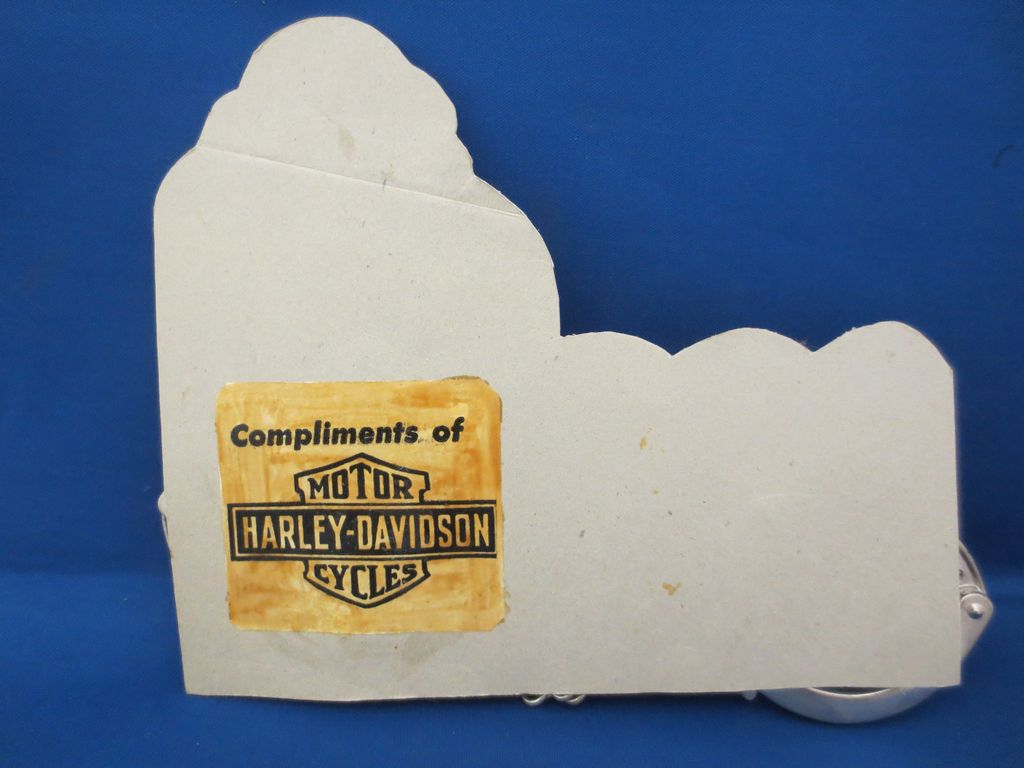 Compliments of
MOTOR
HARLEY-DAVIDSON
CYCLES